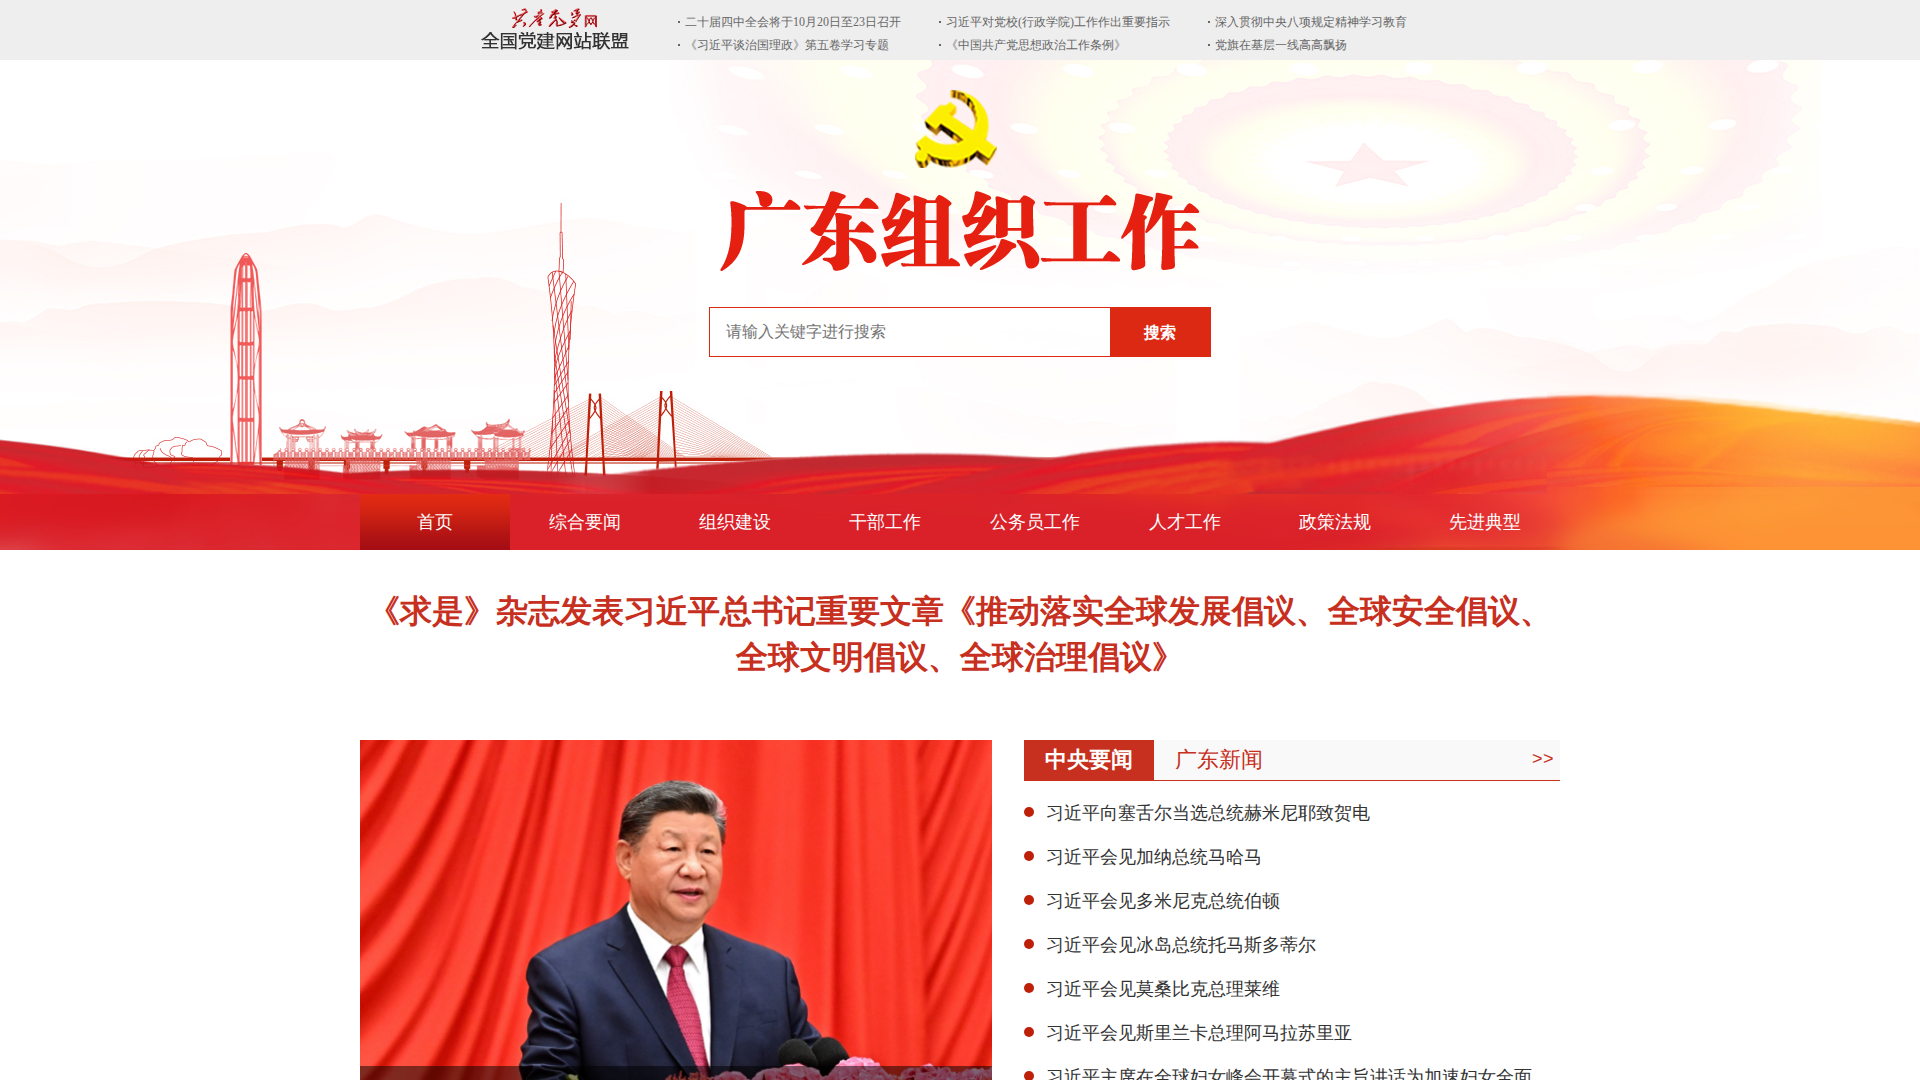 共产党员网
全国党建网站联盟
· 二十届四中全会将于10月20日至23日召开
· 习近平对党校(行政学院)工作作出重要指示
· 深入贯彻中央八项规定精神学习教育
· 《习近平谈治国理政》第五卷学习专题
· 《中国共产党思想政治工作条例》
· 党旗在基层一线高高飘扬
广东组织工作
请输入关键字进行搜索
搜索
首页
综合要闻
组织建设
干部工作
公务员工作
人才工作
政策法规
先进典型
《求是》杂志发表习近平总书记重要文章《推动落实全球发展倡议、全球安全倡议、
全球文明倡议、全球治理倡议》
中央要闻
广东新闻
>>
习近平向塞舌尔当选总统赫米尼耶致贺电
习近平会见加纳总统马哈马
习近平会见多米尼克总统伯顿
习近平会见冰岛总统托马斯多蒂尔
习近平会见莫桑比克总理莱维
习近平会见斯里兰卡总理阿马拉苏里亚
习近平主席在全球妇女峰会开幕式的主旨讲话为加速妇女全面